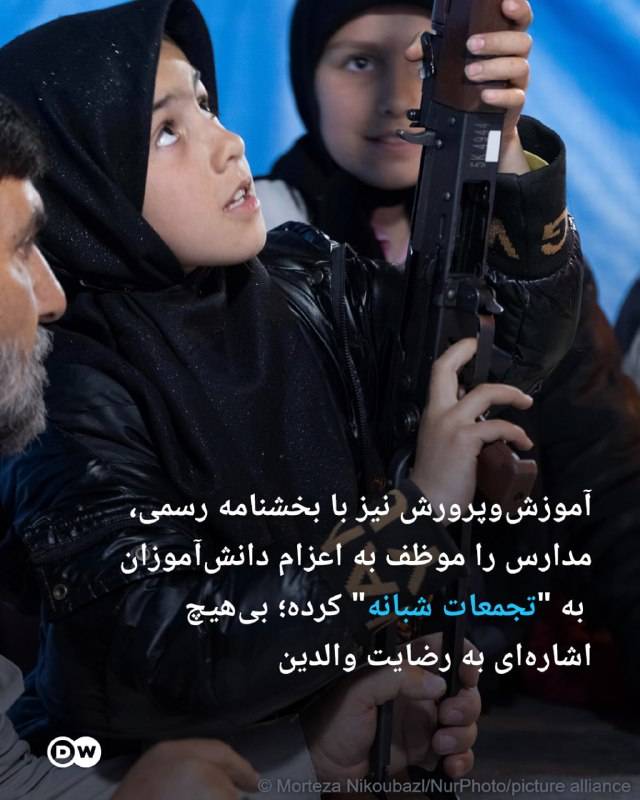 آموزش‌وپرورش نیز با بخشنامه رسمی،
مدارس را موظف به اعزام دانش‌آموزان
به "تجمعات شبانه" کرده؛ بی‌هیچ
اشاره‌ای به رضایت والدین
DW
© Morteza Nikoubazl/NurPhoto/picture alliance